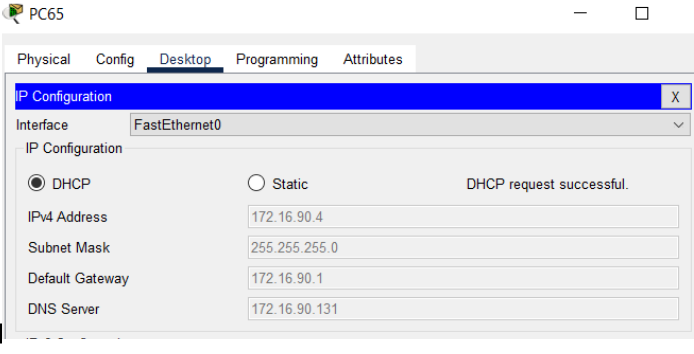 PC65
Physical Config Desktop Programming Attributes
IP Configuration X
Interface FastEthernet0
IP Configuration
DHCP Static DHCP request successful.
IPv4 Address 172.16.90.4
Subnet Mask 255.255.255.0
Default Gateway 172.16.90.1
DNS Server 172.16.90.131